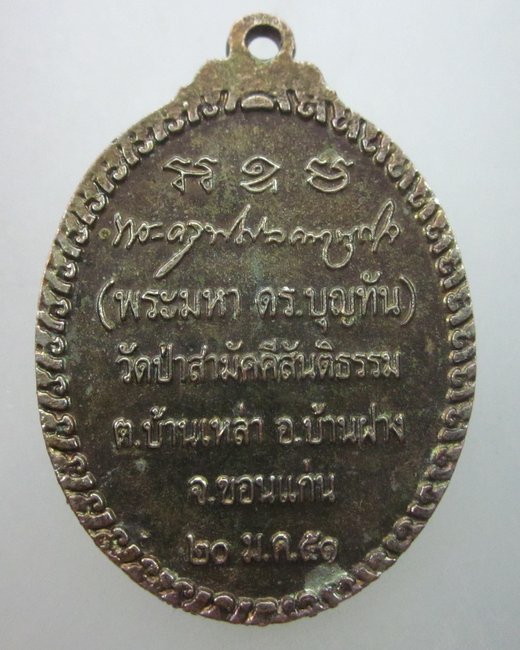 (พระมหา ดร.บุญทัน)
วัดป่าสามัคคีสันติธรรม
ต.บ้านเหล่า อ.บ้านฝาง
จ.ขอนแก่น
๒๐ ม.ค.๕๑